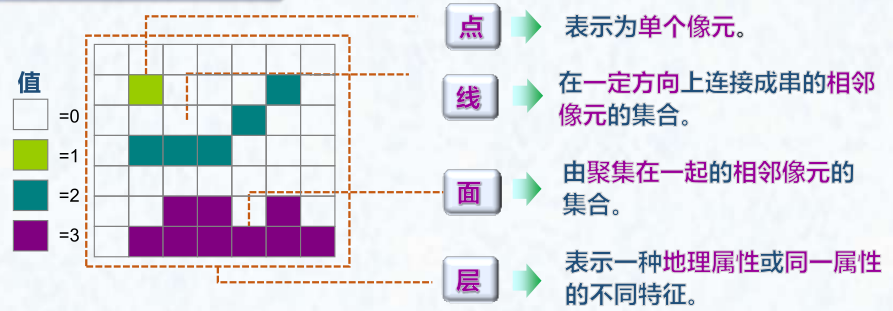 点
表示为单个像元。
值
=0
=1
=2
=3
线
在一定方向上连接成串的相邻
像元的集合。
面
由聚集在一起的相邻像元的
集合。
层
表示一种地理属性或同一属性
的不同特征。